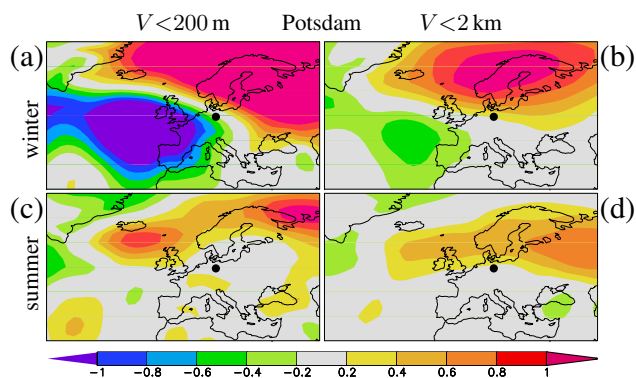 V < 200 m Potsdam V < 2 km
(a) (b)
winter
(c) (d)
summer
-1 -0.8 -0.6 -0.4 -0.2 0.2 0.4 0.6 0.8 1